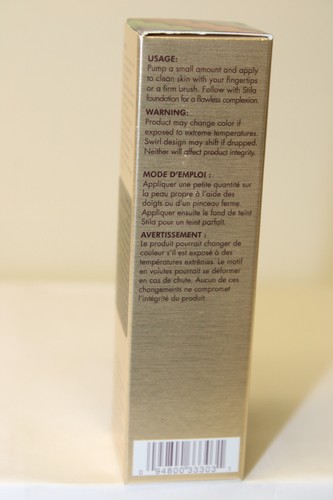 USAGE:
Pump a small amount and apply
to clean skin with your fingertips
or a firm brush. Follow with Stila
foundation for a flawless complexion.
WARNING:
Product may change color if
exposed to extreme temperatures.
Swirl design may shift if dropped.
Neither will affect product integrity.
MODE D'EMPLOI :
Appliquer une petite quantité sur
la peau propre à l'aide des
doigts ou d'un pinceau ferme.
Appliquer ensuite le fond de teint
Stila pour un teint parfait.
AVERTISSEMENT :
Le produit pourrait changer de
couleur s'il est exposé à des
températures extrêmes. Le motif
en volutes pourrait se déformer
en cas de chute. Aucun de ces
changements ne compromet
l'intégrité du produit.
94800 33303